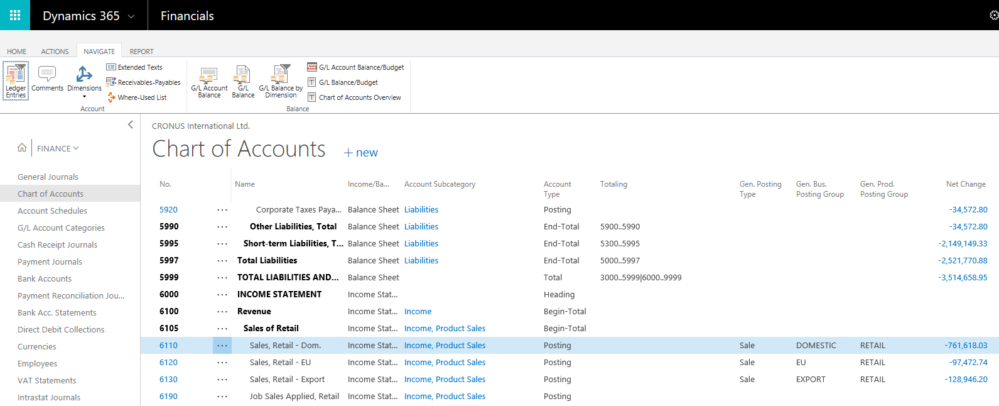 Dynamics 365 Financials
HOME ACTIONS NAVIGATE REPORT
Ledger Entries
Comments
Dimensions
Extended Texts
Receivables-Payables
Where-Used List
Account
G/L Account Balance
G/L Balance
G/L Balance by Dimension
G/L Account Balance/Budget
G/L Balance/Budget
Chart of Accounts Overview
Balance
FINANCE
General Journals
Chart of Accounts
Account Schedules
G/L Account Categories
Cash Receipt Journals
Payment Journals
Bank Accounts
Payment Reconciliation Jou...
Bank Acc. Statements
Direct Debit Collections
Currencies
Employees
VAT Statements
Intrastat Journals
CRONUS International Ltd.
Chart of Accounts + new
No. Name Income/Ba... Account Subcategory Account Type Totaling Gen. Posting Type Gen. Bus. Posting Group Gen. Prod. Posting Group Net Change
5920 ... Corporate Taxes Paya... Balance Sheet Liabilities Posting -34,572.80
5990 ... Other Liabilities, Total Balance Sheet Liabilities End-Total 5900..5990 -34,572.80
5995 ... Short-term Liabilities, T... Balance Sheet Liabilities End-Total 5300..5995 -2,149,149.33
5997 ... Total Liabilities Balance Sheet Liabilities End-Total 5000..5997 -2,521,770.88
5999 ... TOTAL LIABILITIES AND... Balance Sheet Total 3000..5999|6000..9999 -3,514,658.95
6000 ... INCOME STATEMENT Income Stat... Heading
6100 ... Revenue Income Stat... Income Begin-Total
6105 ... Sales of Retail Income Stat... Income, Product Sales Begin-Total
6110 ... Sales, Retail - Dom. Income Stat... Income, Product Sales Posting Sale DOMESTIC RETAIL -761,618.03
6120 ... Sales, Retail - EU Income Stat... Income, Product Sales Posting Sale EU RETAIL -97,472.74
6130 ... Sales, Retail - Export Income Stat... Income, Product Sales Posting Sale EXPORT RETAIL -128,946.20
6190 ... Job Sales Applied, Retail Income Stat... Income, Product Sales Posting